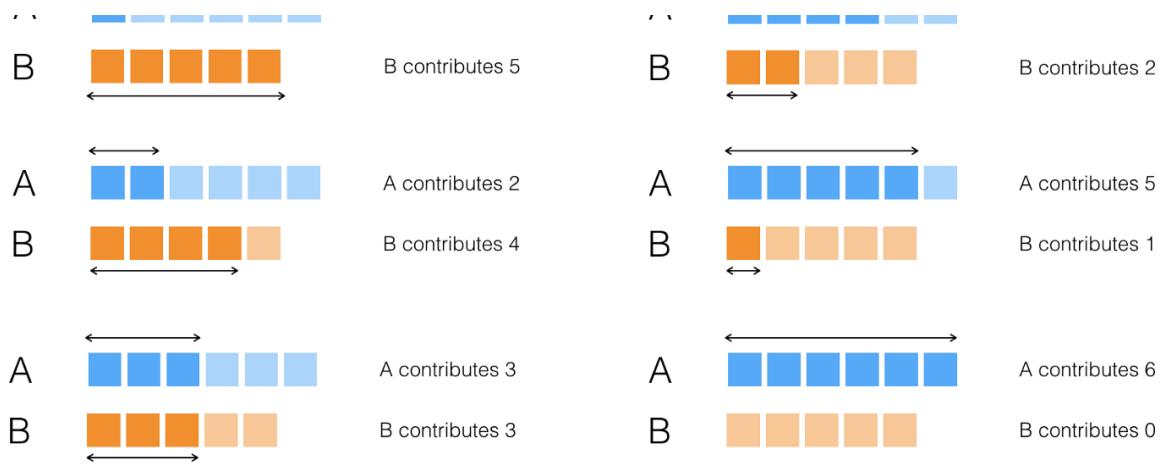 A
B B contributes 5
A A contributes 2
B B contributes 4
A A contributes 3
B B contributes 3
A
B B contributes 2
A A contributes 5
B B contributes 1
A A contributes 6
B B contributes 0